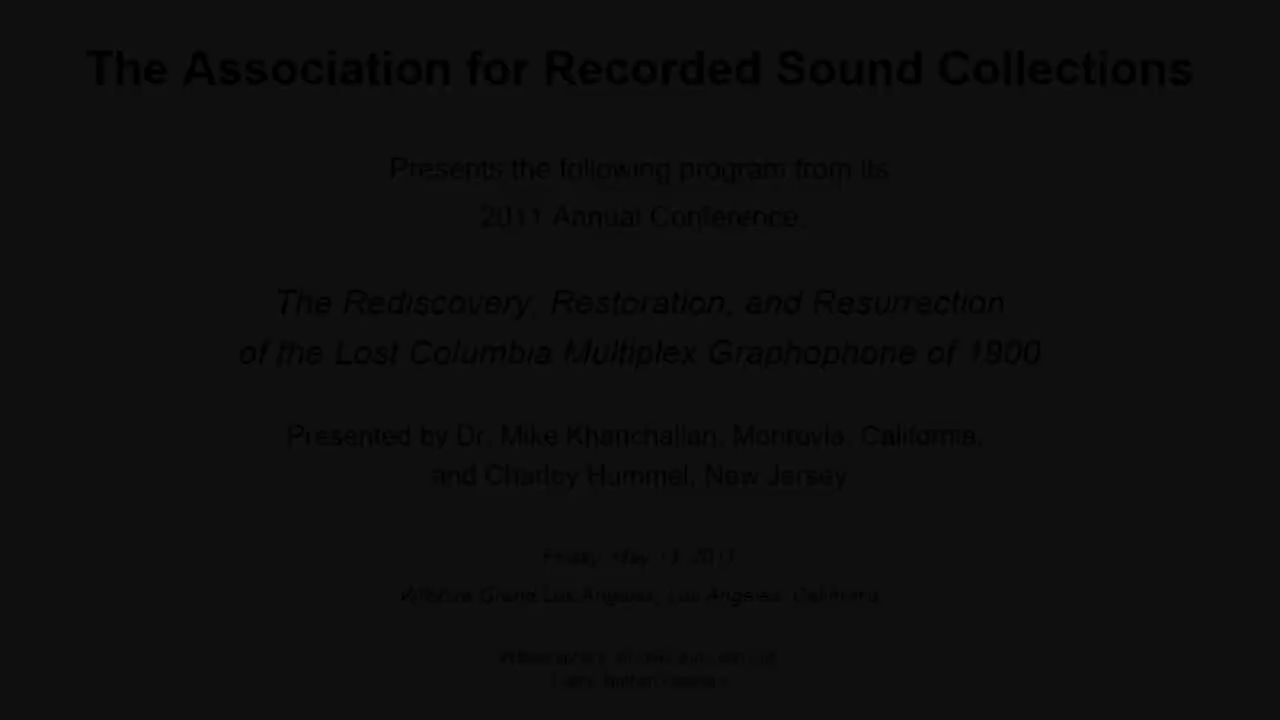 The Association for Recorded Sound Collections
Presents the following program from its
2011 Annual Conference.
The Rediscovery, Restoration, and Resurrection
of the Lost Columbia Multiplex Graphophone of 1900
Presented by Dr. Mike Khanchalian, Monrovia, California,
and Charley Hummel, New Jersey
Friday, May 13, 2011
Wilshire Grand Los Angeles, Los Angeles, California